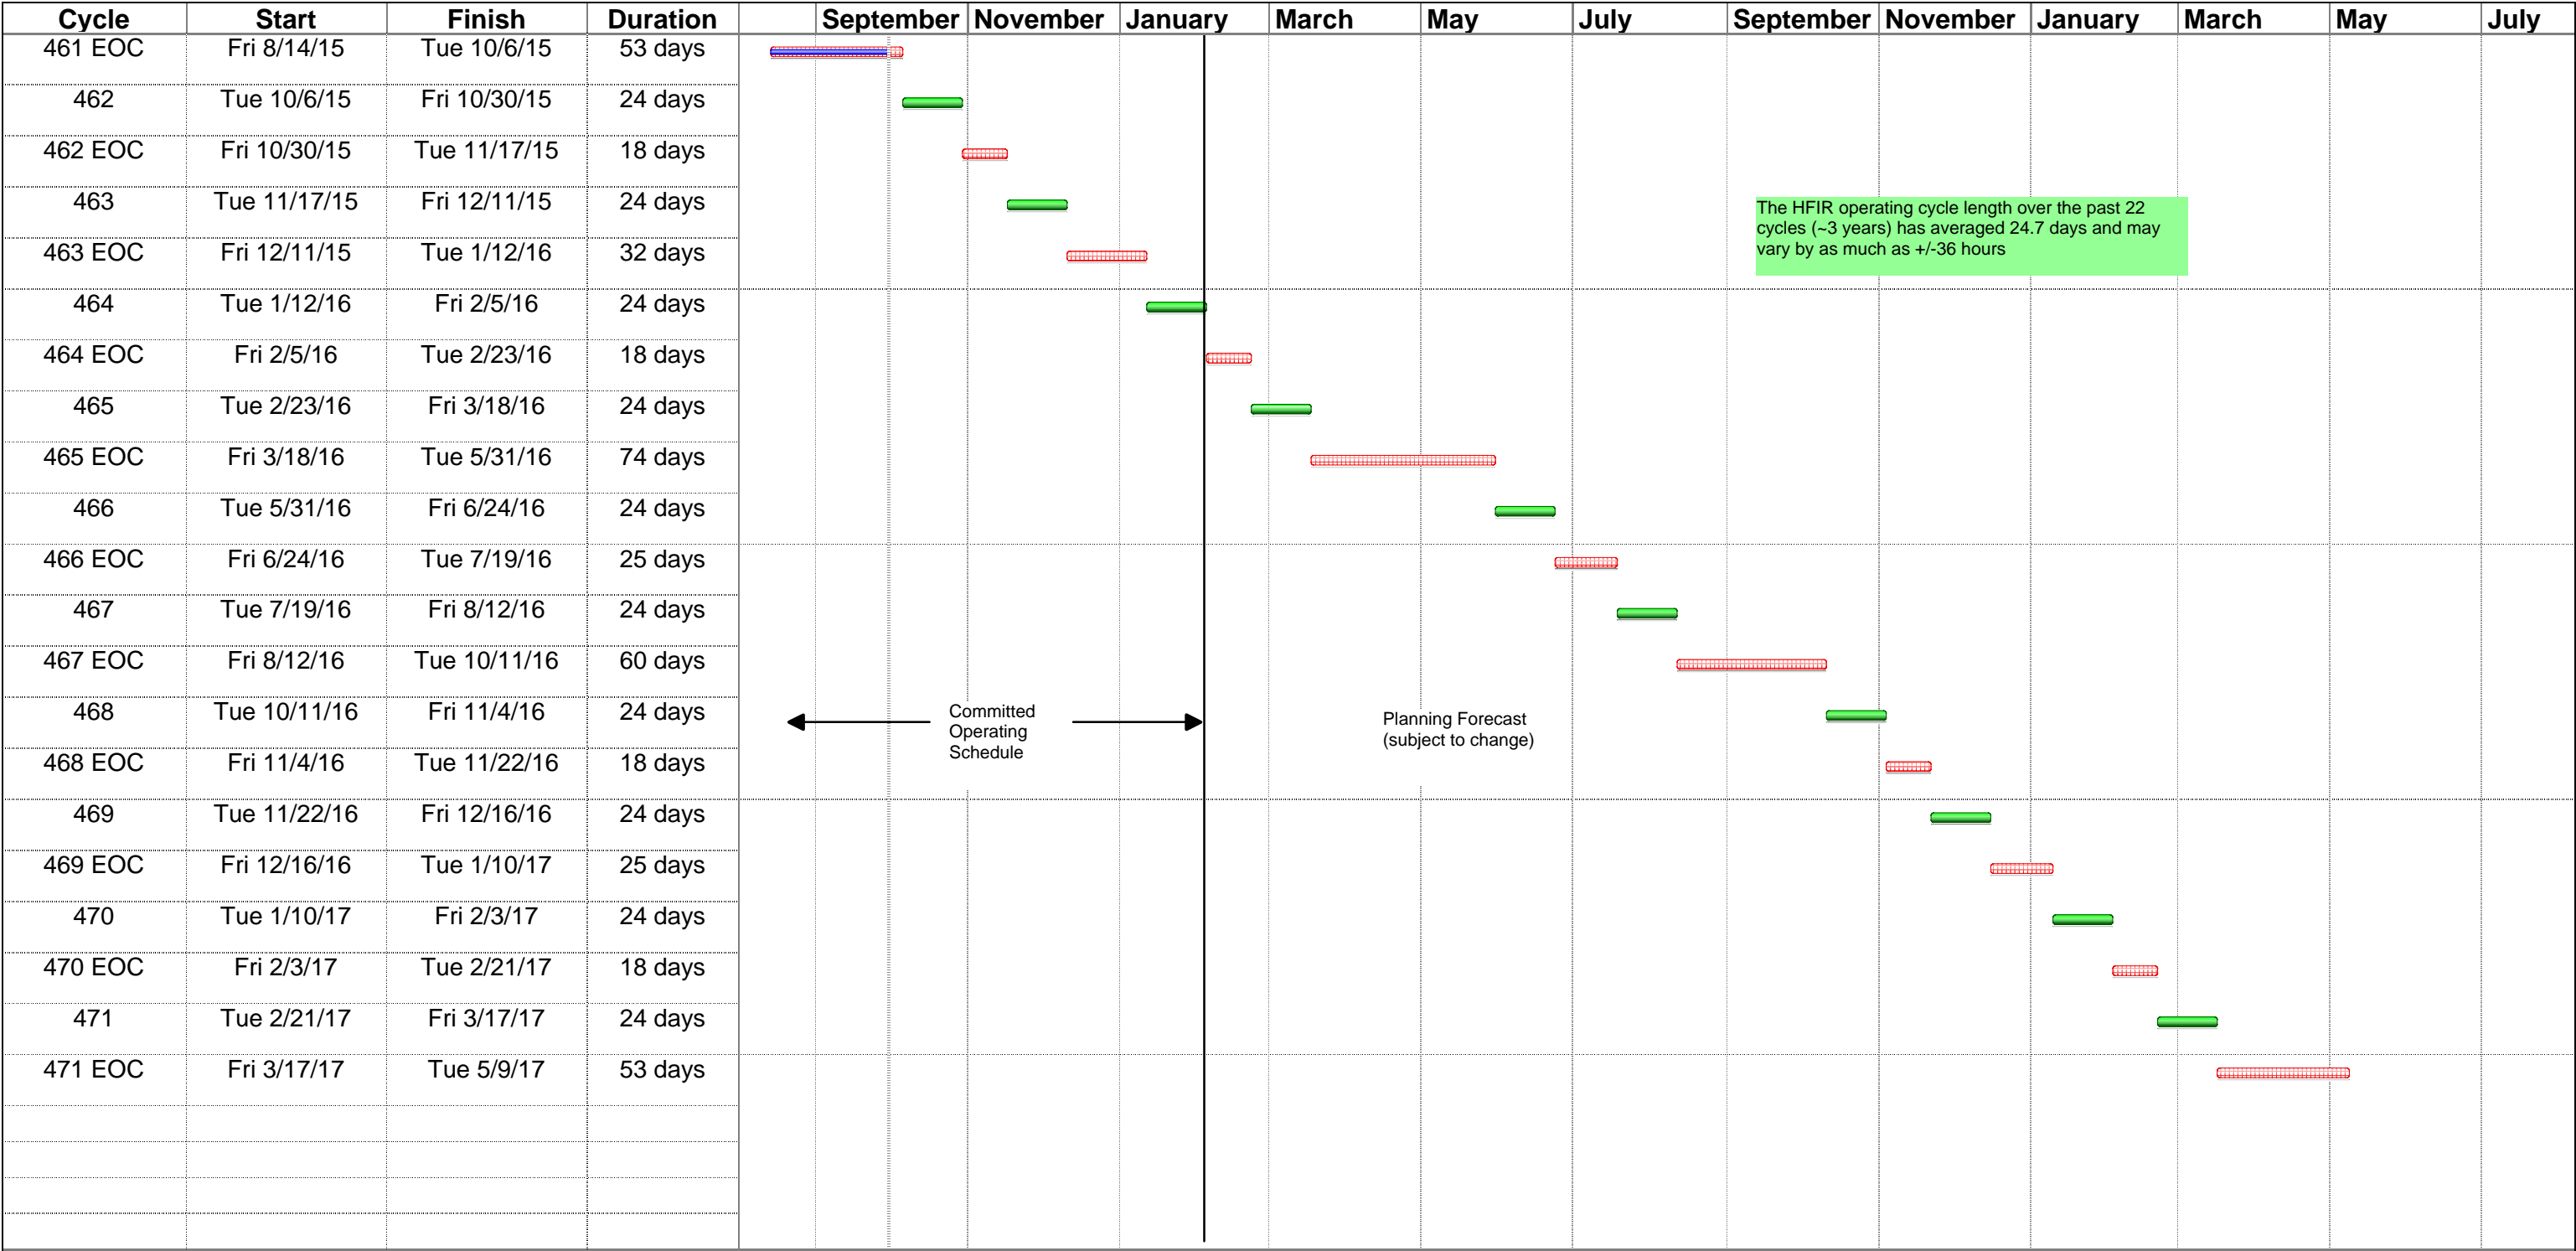 Cycle Start Finish Duration September November January March May July September November January March May July
461 EOC Fri 8/14/15 Tue 10/6/15 53 days
462 Tue 10/6/15 Fri 10/30/15 24 days
462 EOC Fri 10/30/15 Tue 11/17/15 18 days
463 Tue 11/17/15 Fri 12/11/15 24 days
The HFIR operating cycle length over the past 22
cycles (~3 years) has averaged 24.7 days and may
vary by as much as +/-36 hours
463 EOC Fri 12/11/15 Tue 1/12/16 32 days
464 Tue 1/12/16 Fri 2/5/16 24 days
464 EOC Fri 2/5/16 Tue 2/23/16 18 days
465 Tue 2/23/16 Fri 3/18/16 24 days
465 EOC Fri 3/18/16 Tue 5/31/16 74 days
466 Tue 5/31/16 Fri 6/24/16 24 days
466 EOC Fri 6/24/16 Tue 7/19/16 25 days
467 Tue 7/19/16 Fri 8/12/16 24 days
467 EOC Fri 8/12/16 Tue 10/11/16 60 days
468 Tue 10/11/16 Fri 11/4/16 24 days
Committed
Operating
Schedule
Planning Forecast
(subject to change)
468 EOC Fri 11/4/16 Tue 11/22/16 18 days
469 Tue 11/22/16 Fri 12/16/16 24 days
469 EOC Fri 12/16/16 Tue 1/10/17 25 days
470 Tue 1/10/17 Fri 2/3/17 24 days
470 EOC Fri 2/3/17 Tue 2/21/17 18 days
471 Tue 2/21/17 Fri 3/17/17 24 days
471 EOC Fri 3/17/17 Tue 5/9/17 53 days